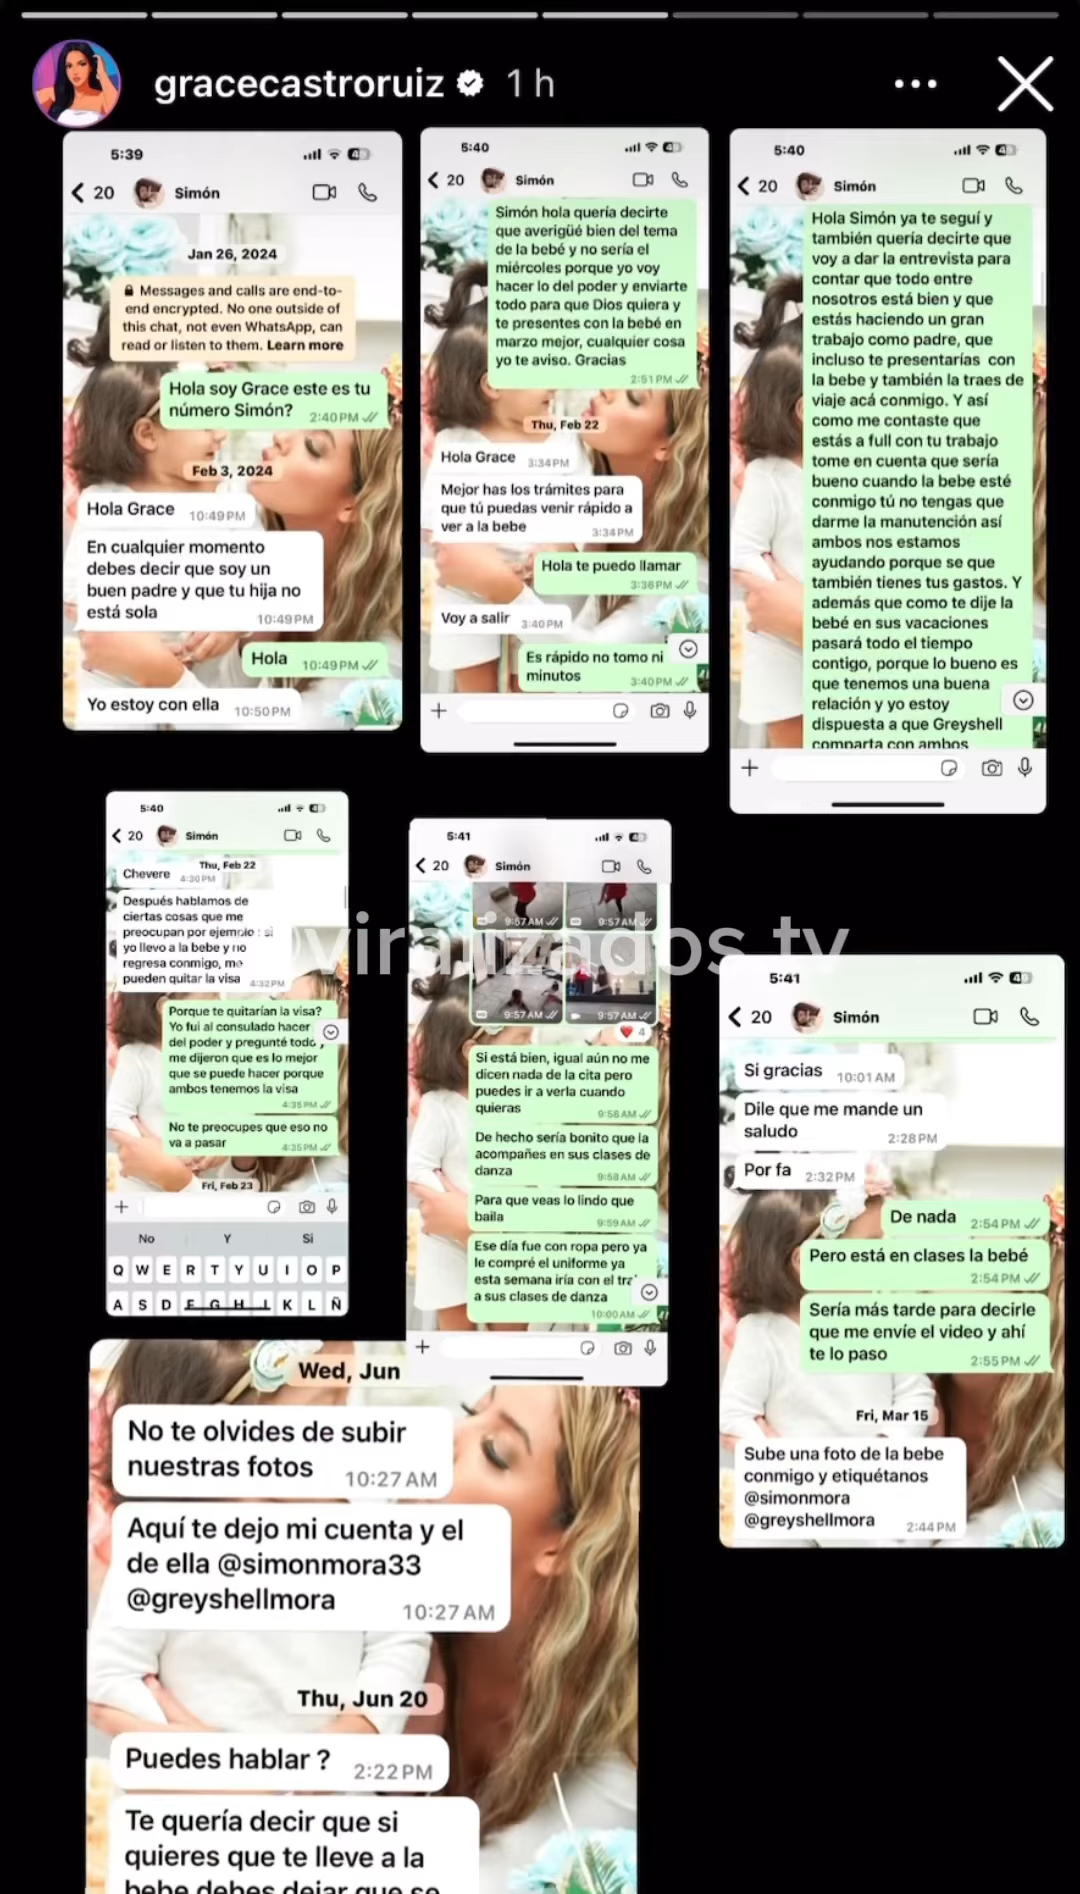 gracecastroruiz 1 h
5:39
20 Simón
Jan 26, 2024
Messages and calls are end-to-
end encrypted. No one outside of
this chat, not even WhatsApp, can
read or listen to them. Learn more
Hola soy Grace este es tu
número Simón? 2:40 PM
Feb 3, 2024
Hola Grace 10:49 PM
En cualquier momento
debes decir que soy un
buen padre y que tu hija no
está sola 10:49 PM
Hola 10:49 PM
Yo estoy con ella 10:50 PM
5:40
20 Simón
Simón hola quería decirte
que averigüé bien del tema
de la bebé y no sería el
miércoles porque yo voy
hacer lo del poder y enviarte
todo para que Dios quiera y
te presentes con la bebé en
marzo mejor, cualquier cosa
yo te aviso. Gracias
2:51 PM
Thu, Feb 22
Hola Grace 3:34 PM
Mejor has los trámites para
que tú puedas venir rápido a
ver a la bebe 3:34 PM
Hola te puedo llamar
3:36 PM
Voy a salir 3:40 PM
Es rápido no tomo ni
minutos 3:40 PM
5:40
20 Simón
Hola Simón ya te seguí y
también quería decirte que
voy a dar la entrevista para
contar que todo entre
nosotros está bien y que
estás haciendo un gran
trabajo como padre, que
incluso te presentarías con
la bebe y también la traes de
viaje acá conmigo. Y así
como me contaste que
estás a full con tu trabajo
tome en cuenta que sería
bueno cuando la bebe esté
conmigo tú no tengas que
darme la manutención así
ambos nos estamos
ayudando porque se que
también tienes tus gastos. Y
además que como te dije la
bebé en sus vacaciones
pasará todo el tiempo
contigo, porque lo bueno es
que tenemos una buena
relación y yo estoy
dispuesta a que Greyshell
comparta con ambos
5:40
20 Simón
Thu, Feb 22
Chevere 4:30 PM
Después hablamos de
ciertas cosas que me
preocupan por ejemplo : si
yo llevo a la bebe y no
regresa conmigo, me
pueden quitar la visa 4:32 PM
Porque te quitarían la visa?
Yo fui al consulado hacer
del poder y pregunté todo y
me dijeron que es lo mejor
que se puede hacer porque
ambos tenemos la visa
4:35 PM
No te preocupes que eso no
va a pasar 4:35 PM
Fri, Feb 23
No Y Si
Q W E R T Y U I O P
A S D F G H J K L Ñ
5:41
20 Simón
9:57 AM 9:57 AM
9:57 AM 9:57 AM
4
Si está bien, igual aún no me
dicen nada de la cita pero
puedes ir a verla cuando
quieras 9:58 AM
De hecho sería bonito que la
acompañes en sus clases de
danza 9:58 AM
Para que veas lo lindo que
baila 9:59 AM
Ese día fue con ropa pero ya
le compré el uniforme ya
esta semana iría con el
a sus clases de danza
10:00 AM
viralizados.tv
5:41
20 Simón
Si gracias 10:01 AM
Dile que me mande un
saludo 2:28 PM
Por fa 2:32 PM
De nada 2:54 PM
Pero está en clases la bebé
2:54 PM
Sería más tarde para decirle
que me envíe el video y ahí
te lo paso 2:55 PM
Fri, Mar 15
Sube una foto de la bebe
conmigo y etiquétanos
@simonmora
@greyshellmora 2:44 PM
Wed, Jun
No te olvides de subir
nuestras fotos 10:27 AM
Aquí te dejo mi cuenta y el
de ella @simonmora33
@greyshellmora 10:27 AM
Thu, Jun 20
Puedes hablar ? 2:22 PM
Te quería decir que si
quieres que te lleve a la
bebe debes dejar que se